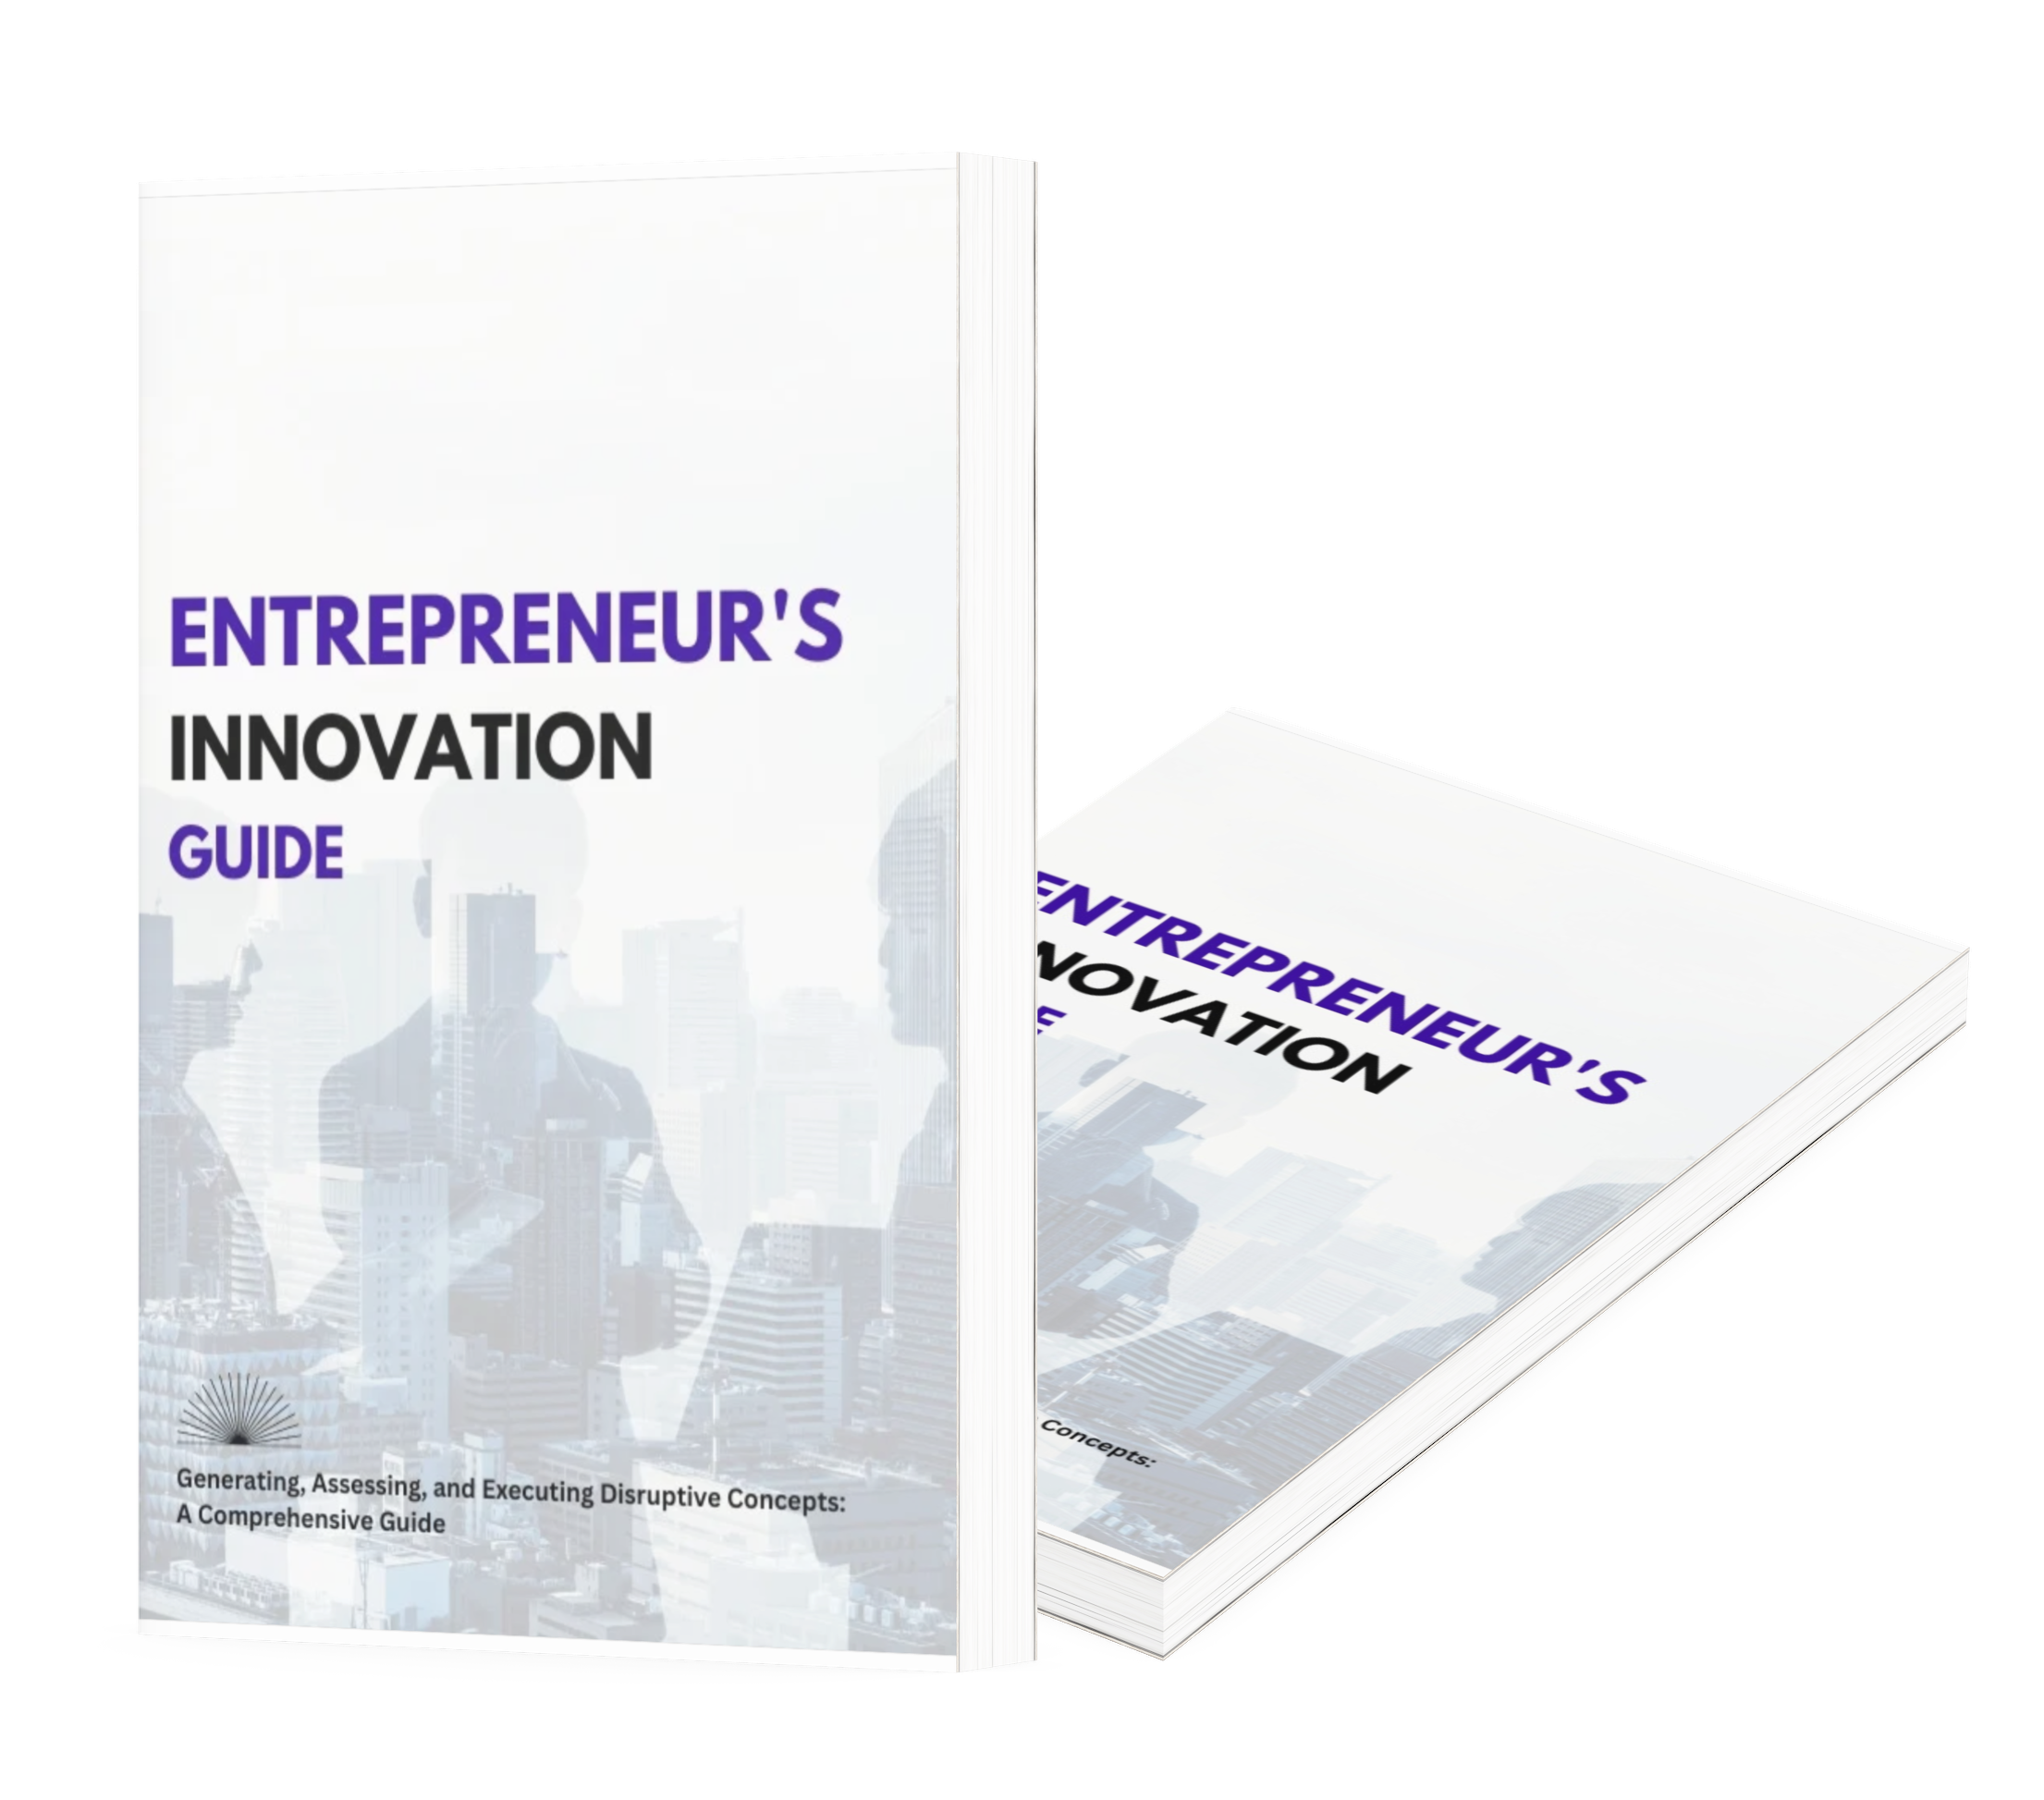 ENTREPRENEUR'S
INNOVATION
GUIDE
Generating, Assessing, and Executing Disruptive Concepts:
A Comprehensive Guide
ENTREPRENEUR'S
NOVATION
E
Concepts: